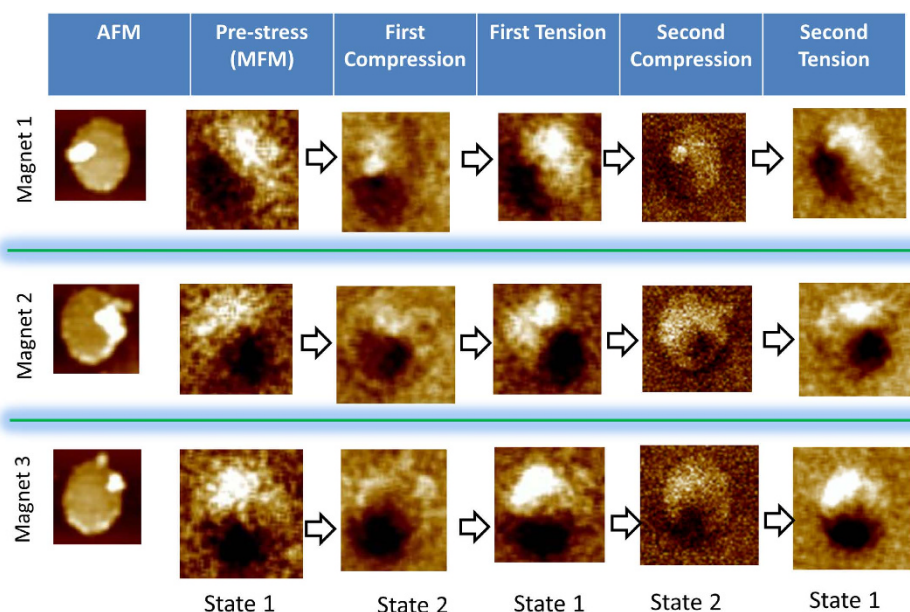 AFM
Pre-stress
(MFM)
First
Compression
First Tension
Second
Compression
Second
Tension
Magnet 1
Magnet 2
Magnet 3
State 1
State 2
State 1
State 2
State 1